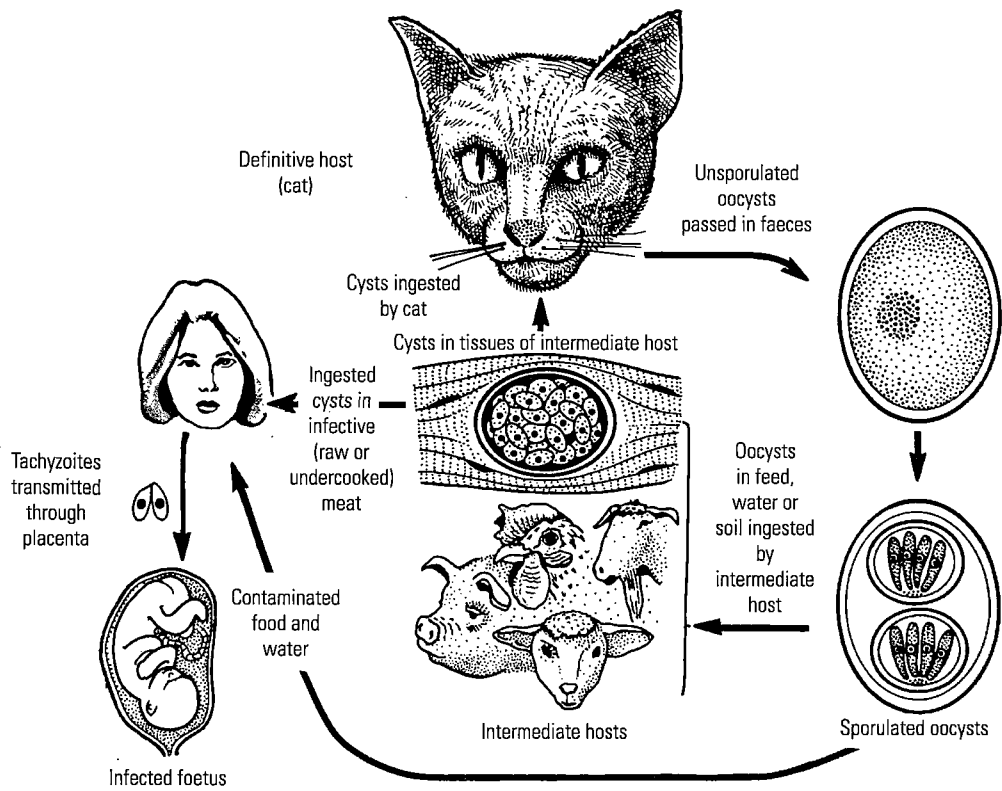 Definitive host
(cat)
Unsporulated
oocysts
passed in faeces
Cysts ingested
by cat
Cysts in tissues of intermediate host
Ingested
cysts in
infective
(raw or
undercooked)
meat
Tachyzoites
transmitted
through
placenta
Oocysts
in feed,
water or
soil ingested
by
intermediate
host
Contaminated
food and
water
Intermediate hosts
Sporulated oocysts
Infected foetus